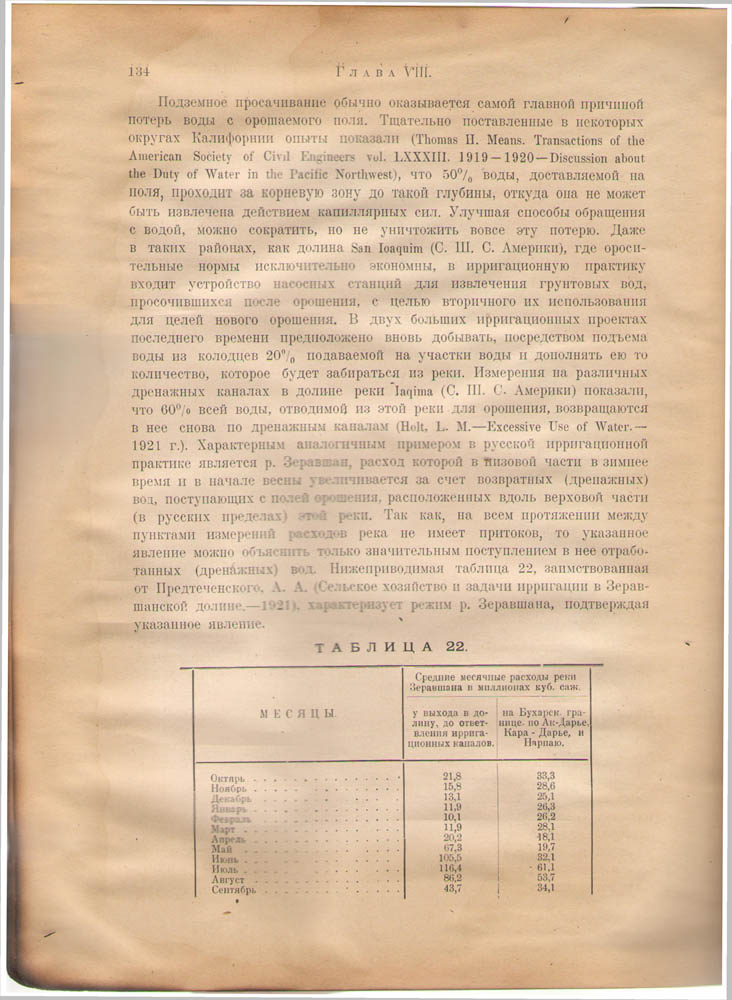 134
Глава VIII.
Подземное просачивание обычно оказывается самой главной причиной
потерь воды с орошаемого поля. Тщательно поставленные в некоторых
округах Калифорнии опыты показали (Thomas H. Means. Transactions of the
American Society of Civil Engineers vol. LXXXIII. 1919—1920—Discussion about
the Duty of Water in the Pacific Northwest), что 50% воды, доставляемой на
поля, проходит за корневую зону до такой глубины, откуда она не может
быть извлечена действием капиллярных сил. Улучшая способы обращения
с водой, можно сократить, но не уничтожить вовсе эту потерю. Даже
в таких районах, как долина San Ioaquim (С. Ш. С. Америки), где ороси-
тельные нормы исключительно экономны, в ирригационную практику
входит устройство насосных станций для извлечения грунтовых вод,
просочившихся после орошения, с целью вторичного их использования
для целей нового орошения. В двух больших ирригационных проектах
последнего времени предположено вновь добывать, посредством подъема
воды из колодцев 20% подаваемой на участки воды и дополнять ею то
количество, которое будет забираться из реки. Измерения на различных
дренажных каналах в долине реки Iaqima (С. Ш. С. Америки) показали,
что 60% всей воды, отводимой из этой реки для орошения, возвращаются
в нее снова по дренажным каналам (Holt, L. M.—Excessive Use of Water.—
1921 г.). Характерным аналогичным примером в русской ирригационной
практике является р. Зеравшан, расход которой в низовой части в зимнее
время и в начале весны увеличивается за счет возвратных (дренажных)
вод, поступающих с полей орошения, расположенных вдоль верховой части
(в русских пределах) этой реки. Так как, на всем протяжении между
пунктами измерений расходов река не имеет притоков, то указанное
явление можно объяснить только значительным поступлением в нее отрабо-
танных (дренажных) вод. Нижеприводимая таблица 22, заимствованная
от Предтеченского, А. А. (Сельское хозяйство и задачи ирригации в Зерав-
шанской долине.—1921), характеризует режим р. Зеравшана, подтверждая
указанное явление.
ТАБЛИЦА 22.
МЕСЯЦЫ.
Средние месячные расходы реки
Зеравшана в миллионах куб. саж.
у выхода в до-
лину, до ответ-
вления иррига-
ционных каналов.
на Бухарск. гра-
нице. по Ак-Дарье,
Кара-Дарье, и
Нарпаю.
Октярь . . . 21,8 33,3
Ноябрь . . . 15,8 28,6
Декабрь . . . 13,1 25,1
Январь . . . 11,9 26,3
Февраль . . . 10,1 26,2
Март . . . 11,9 28,1
Апрель . . . 20,2 18,1
Май . . . 67,3 19,7
Июнь . . . 105,5 32,1
Июль . . . 116,4 61,1
Август . . . 86,2 53,7
Сентябрь . . . 43,7 34,1